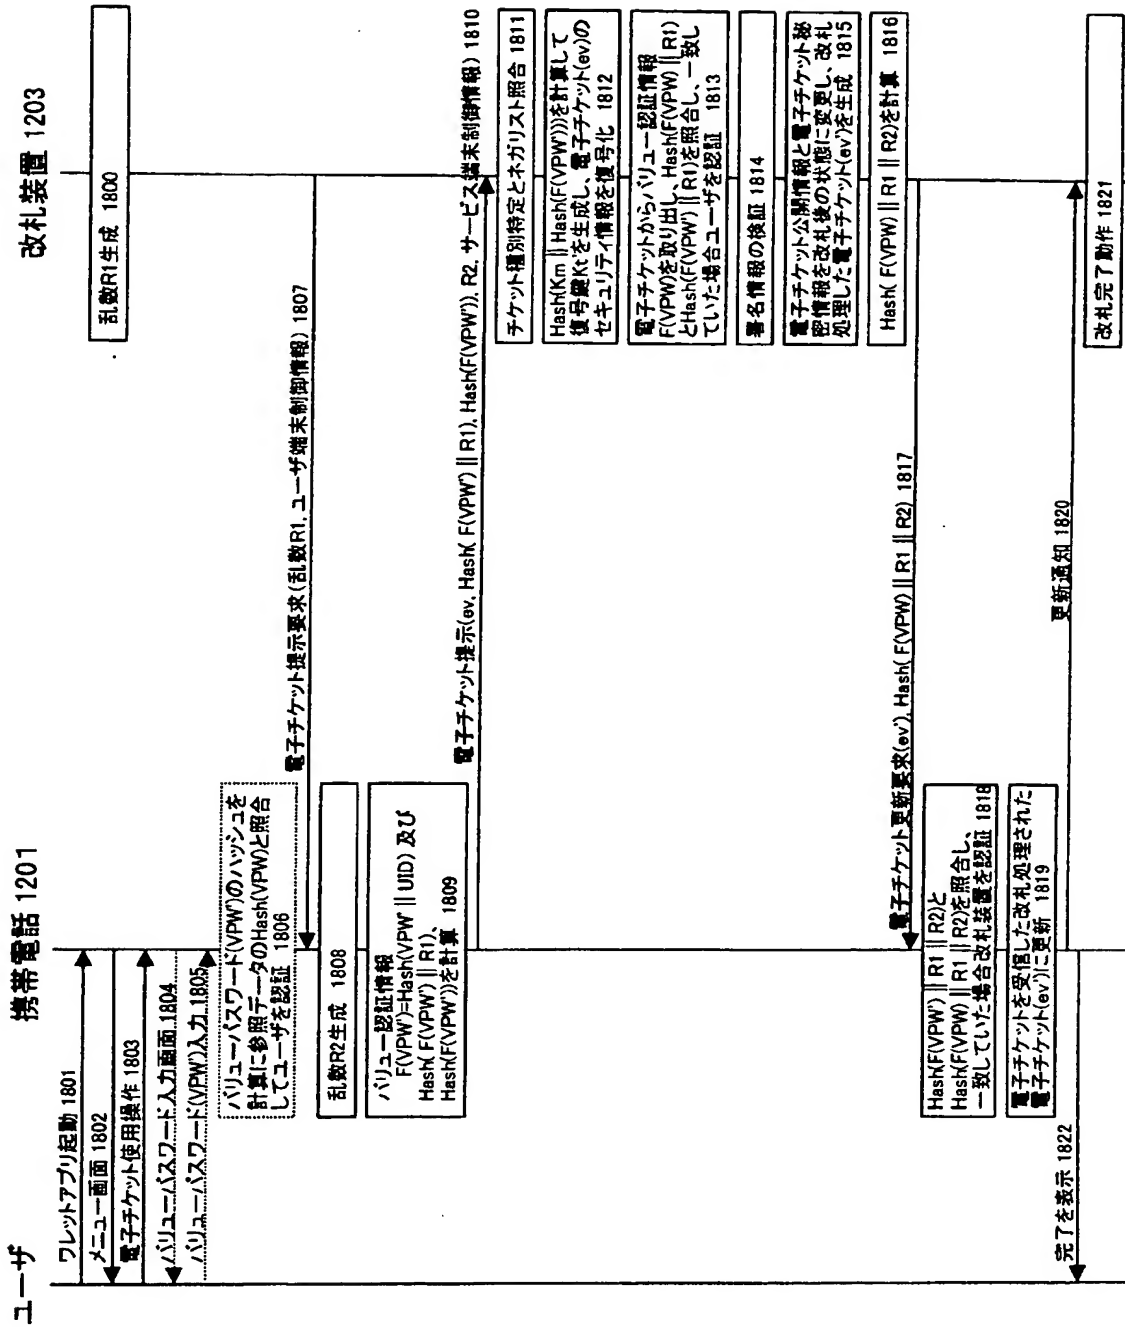 ユーザ
携帯電話 1201
改札装置 1203
乱数R1生成 1800
ワレットアプリ起動 1801
メニュー画面 1802
電子チケット使用操作 1803
バリューパスワード入力画面 1804
バリューパスワード(VPW')入力 1805
バリューパスワード(VPW')のハッシュを
計算に参照データのHash(VPW)と照合
してユーザを認証 1806
電子チケット提示要求(乱数R1, ユーザ端末制御情報) 1807
乱数R2生成 1808
バリュー認証情報
F(VPW')=Hash(VPW' || UID) 及び
Hash( F(VPW') || R1)、
Hash(F(VPW'))を計算 1809
電子チケット提示(ev, Hash( F(VPW') || R1), Hash(F(VPW')), R2, サービス端末制御情報) 1810
チケット種別特定とネガリスト照合 1811
Hash(Km || Hash(F(VPW')))を計算して
復号鍵Kt'を生成し、電子チケット(ev)の
セキュリティ情報を復号化 1812
電子チケットからバリュー認証情報
F(VPW)を取り出し、Hash(F(VPW) || R1)
とHash(F(VPW') || R1)を照合し、一致し
ていた場合ユーザを認証 1813
署名情報の検証 1814
電子チケット公開情報と電子チケット秘
密情報を改札後の状態に変更し、改札
処理した電子チケット(ev')を生成 1815
Hash( F(VPW) || R1 || R2)を計算 1816
電子チケット更新要求(ev'), Hash( F(VPW) || R1 || R2) 1817
Hash(F(VPW') || R1 || R2)と
Hash(F(VPW) || R1 || R2)を照合し、
一致していた場合改札装置を認証 1818
電子チケットを受信した改札処理された
電子チケット(ev')に更新 1819
更新通知 1820
改札完了動作 1821
完了を表示 1822